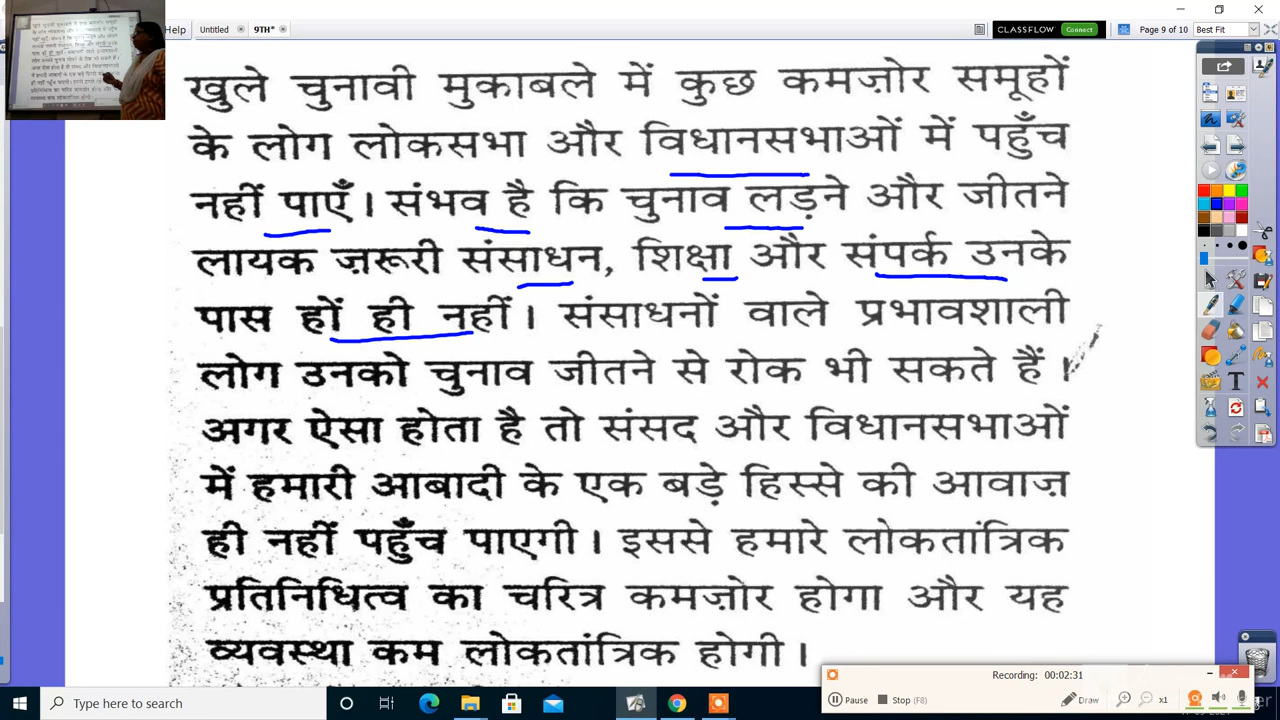 Help
Untitled
9TH*
CLASSFLOW
Connect
Page 9 of 10
Best Fit
खुले चुनावी मुकाबले में कुछ कमज़ोर समूहों
के लोग लोकसभा और विधानसभाओं में पहुँच
नहीं पाएँ। संभव है कि चुनाव लड़ने और जीतने
लायक ज़रूरी संसाधन, शिक्षा और संपर्क उनके
पास हों ही नहीं। संसाधनों वाले प्रभावशाली
लोग उनको चुनाव जीतने से रोक भी सकते हैं।
अगर ऐसा होता है तो संसद और विधानसभाओं
में हमारी आबादी के एक बड़े हिस्से की आवाज़
ही नहीं पहुँच पाएगी। इससे हमारे लोकतांत्रिक
प्रतिनिधित्व का चरित्र कमज़ोर होगा और यह
व्यवस्था कम लोकतांत्रिक होगी।
Recording: 00:02:31
Pause
Stop (F8)
Draw
x1
Type here to search